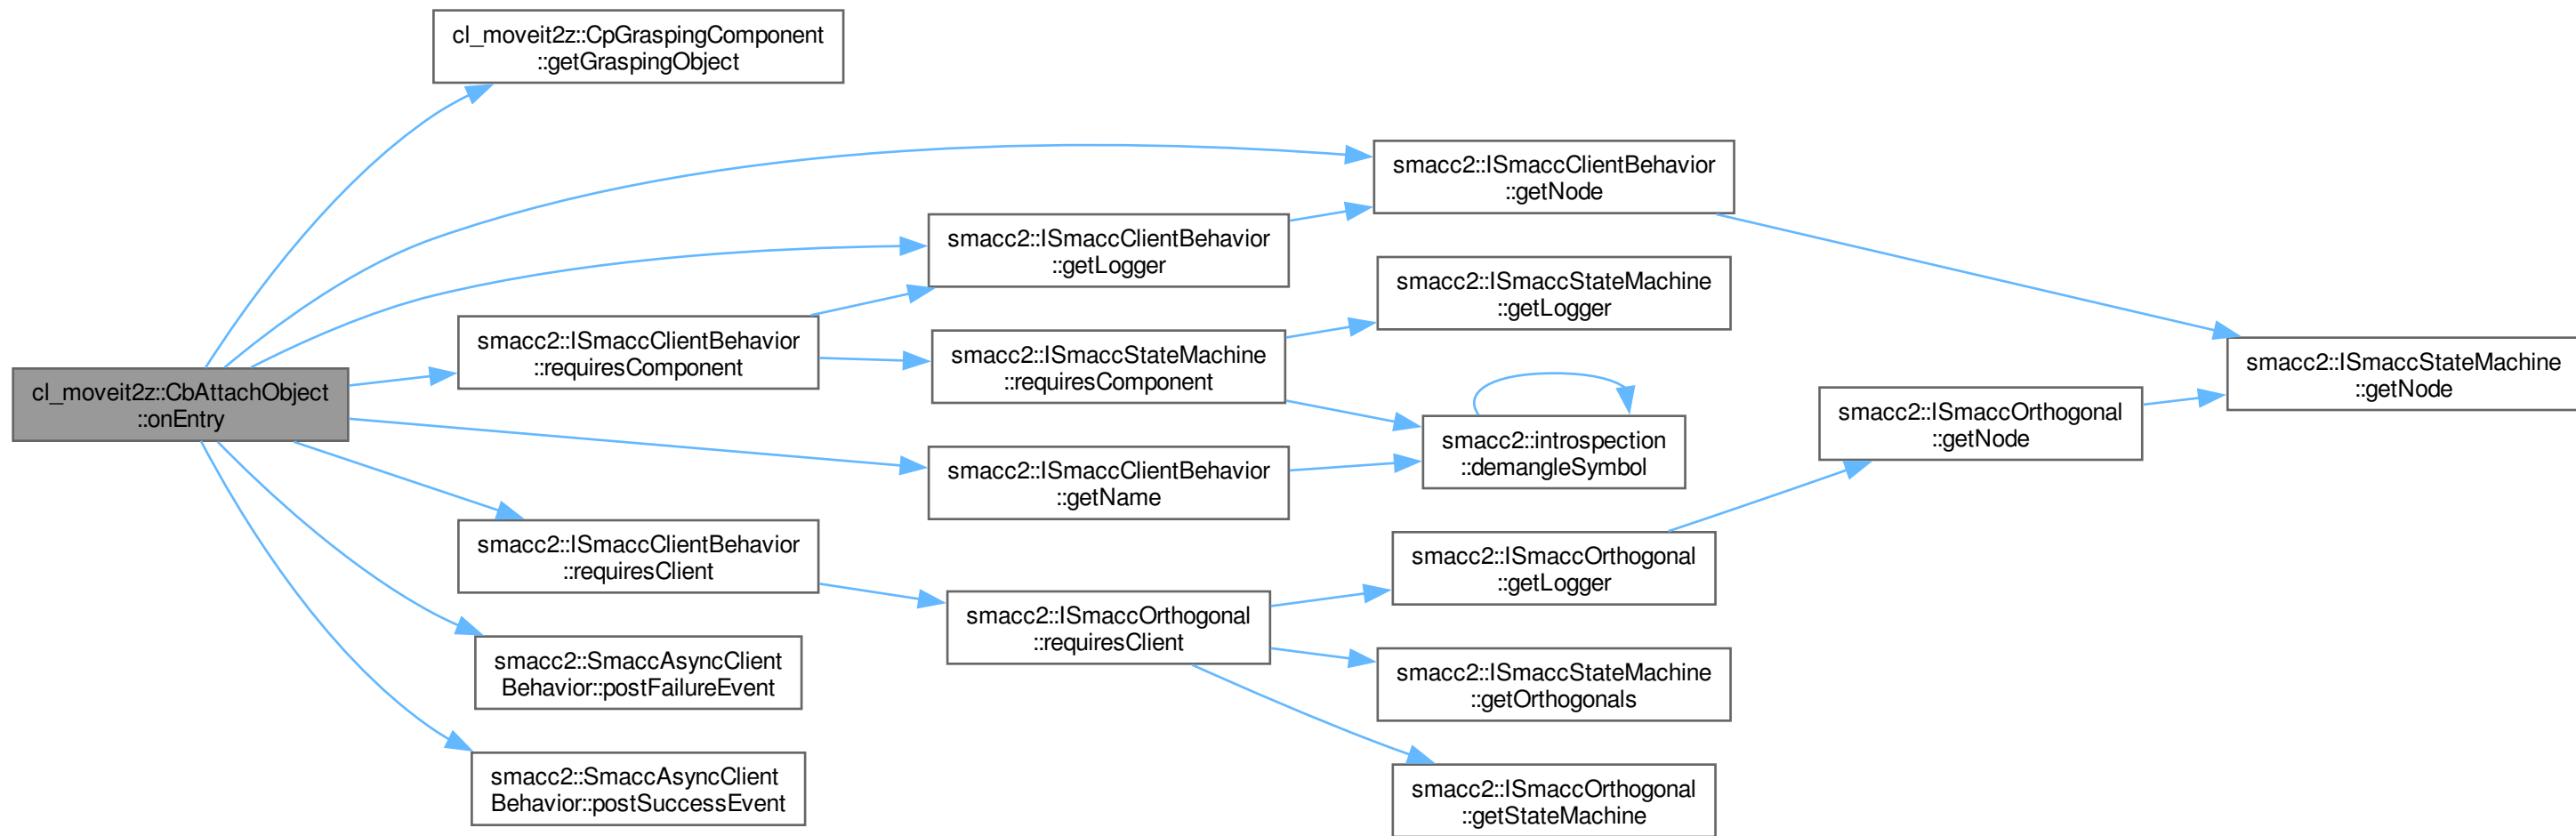 cl_moveit2z::CpGraspingComponent
::getGraspingObject
smacc2::ISmaccClientBehavior
::getNode
smacc2::ISmaccClientBehavior
::getLogger
smacc2::ISmaccStateMachine
::getLogger
smacc2::ISmaccClientBehavior
::requiresComponent
smacc2::ISmaccStateMachine
::requiresComponent
smacc2::ISmaccStateMachine
::getNode
cl_moveit2z::CbAttachObject
::onEntry
smacc2::ISmaccOrthogonal
::getNode
smacc2::introspection
::demangleSymbol
smacc2::ISmaccClientBehavior
::getName
smacc2::ISmaccClientBehavior
::requiresClient
smacc2::ISmaccOrthogonal
::getLogger
smacc2::ISmaccOrthogonal
::requiresClient
smacc2::SmaccAsyncClient
Behavior::postFailureEvent
smacc2::ISmaccStateMachine
::getOrthogonals
smacc2::SmaccAsyncClient
Behavior::postSuccessEvent
smacc2::ISmaccOrthogonal
::getStateMachine